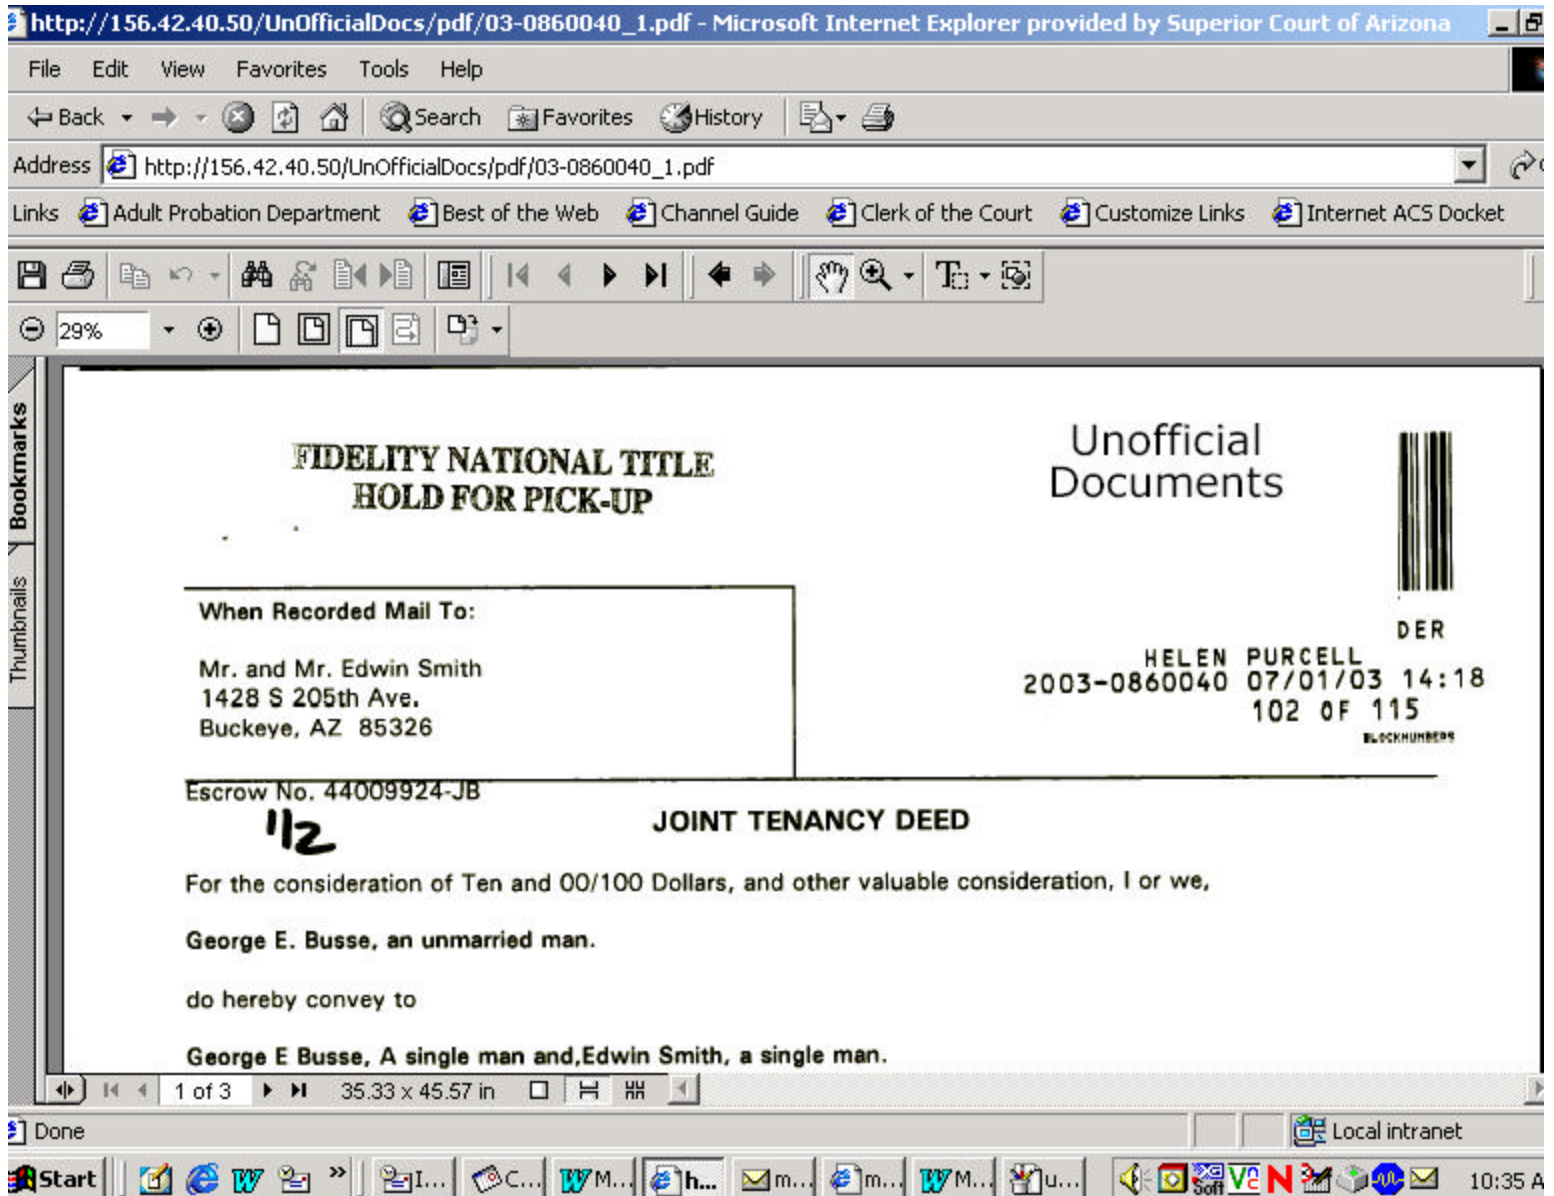 http://156.42.40.50/UnOfficialDocs/pdf/03-0860040_1.pdf - Microsoft Internet Explorer provided by Superior Court of Arizona
File Edit View Favorites Tools Help
Back Search Favorites History
Address http://156.42.40.50/UnOfficialDocs/pdf/03-0860040_1.pdf
Links Adult Probation Department Best of the Web Channel Guide Clerk of the Court Customize Links Internet ACS Docket
29%
Bookmarks
Thumbnails
FIDELITY NATIONAL TITLE
HOLD FOR PICK-UP
Unofficial
Documents
When Recorded Mail To:
Mr. and Mr. Edwin Smith
1428 S 205th Ave.
Buckeye, AZ 85326
DER
HELEN PURCELL
2003-0860040 07/01/03 14:18
102 OF 115
BLOCKNUMBERS
Escrow No. 44009924-JB
1/2
JOINT TENANCY DEED
For the consideration of Ten and 00/100 Dollars, and other valuable consideration, I or we,
George E. Busse, an unmarried man.
do hereby convey to
George E Busse, A single man and,Edwin Smith, a single man.
1 of 3 35.33 x 45.57 in
Done Local intranet
Start I... C... M... h... m... m... M... u... 10:35 A